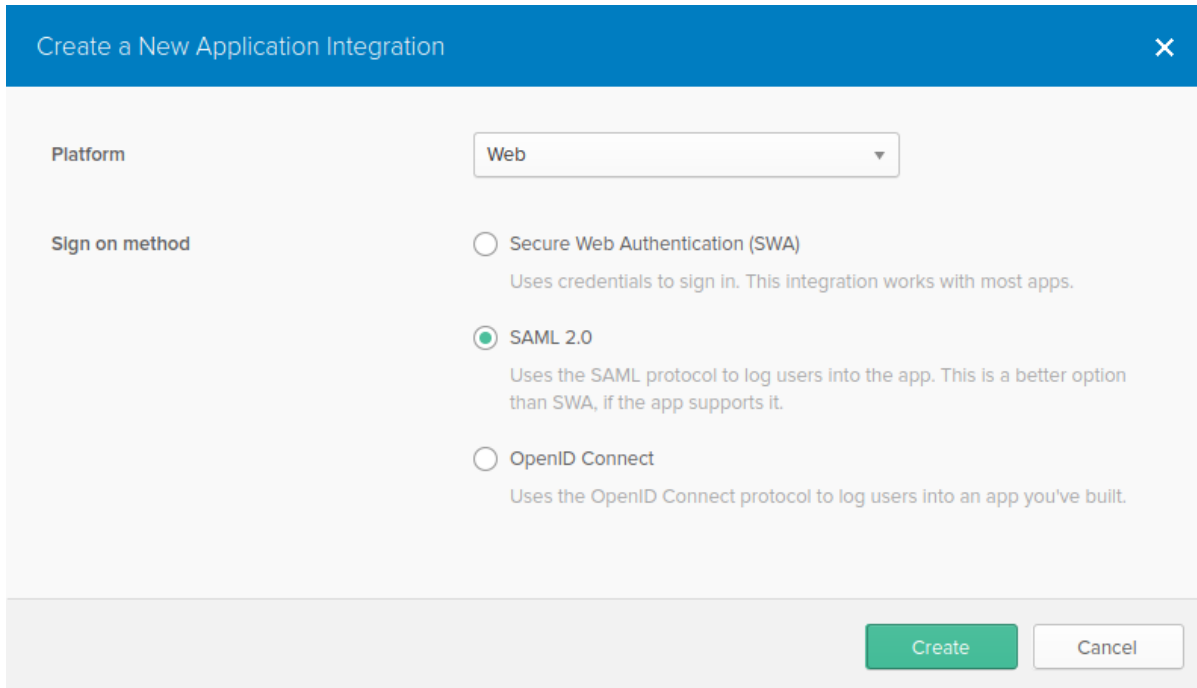 Create a New Application Integration
Platform
Web
Sign on method
Secure Web Authentication (SWA)
Uses credentials to sign in. This integration works with most apps.
SAML 2.0
Uses the SAML protocol to log users into the app. This is a better option
than SWA, if the app supports it.
OpenID Connect
Uses the OpenID Connect protocol to log users into an app you've built.
Create
Cancel